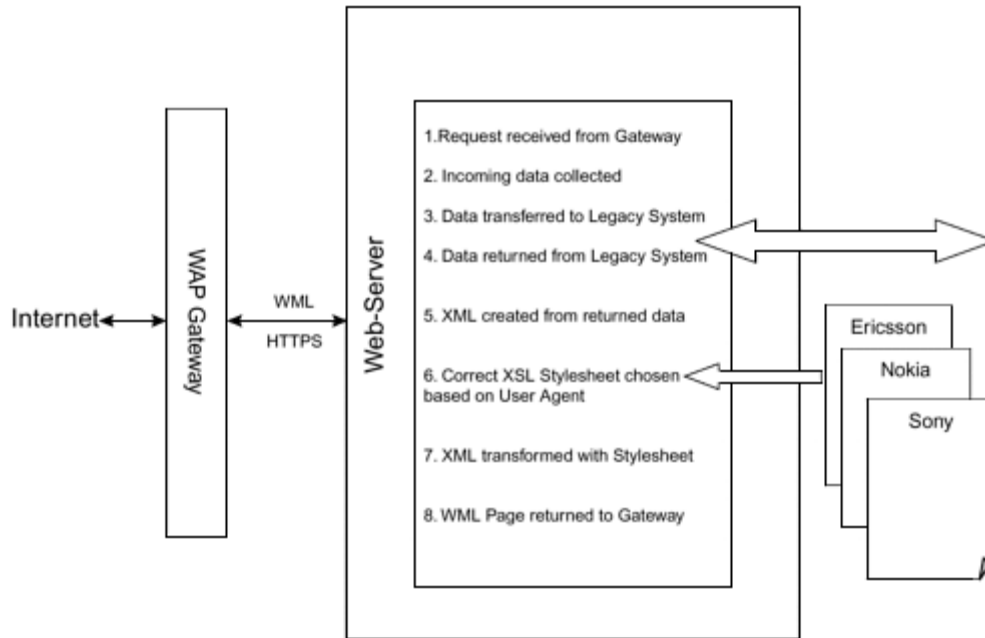 Internet
WAP Gateway
WML
HTTPS
Web-Server
1.Request received from Gateway
2. Incoming data collected
3. Data transferred to Legacy System
4. Data returned from Legacy System
5. XML created from returned data
6. Correct XSL Stylesheet chosen
based on User Agent
7. XML transformed with Stylesheet
8. WML Page returned to Gateway
Ericsson
Nokia
Sony